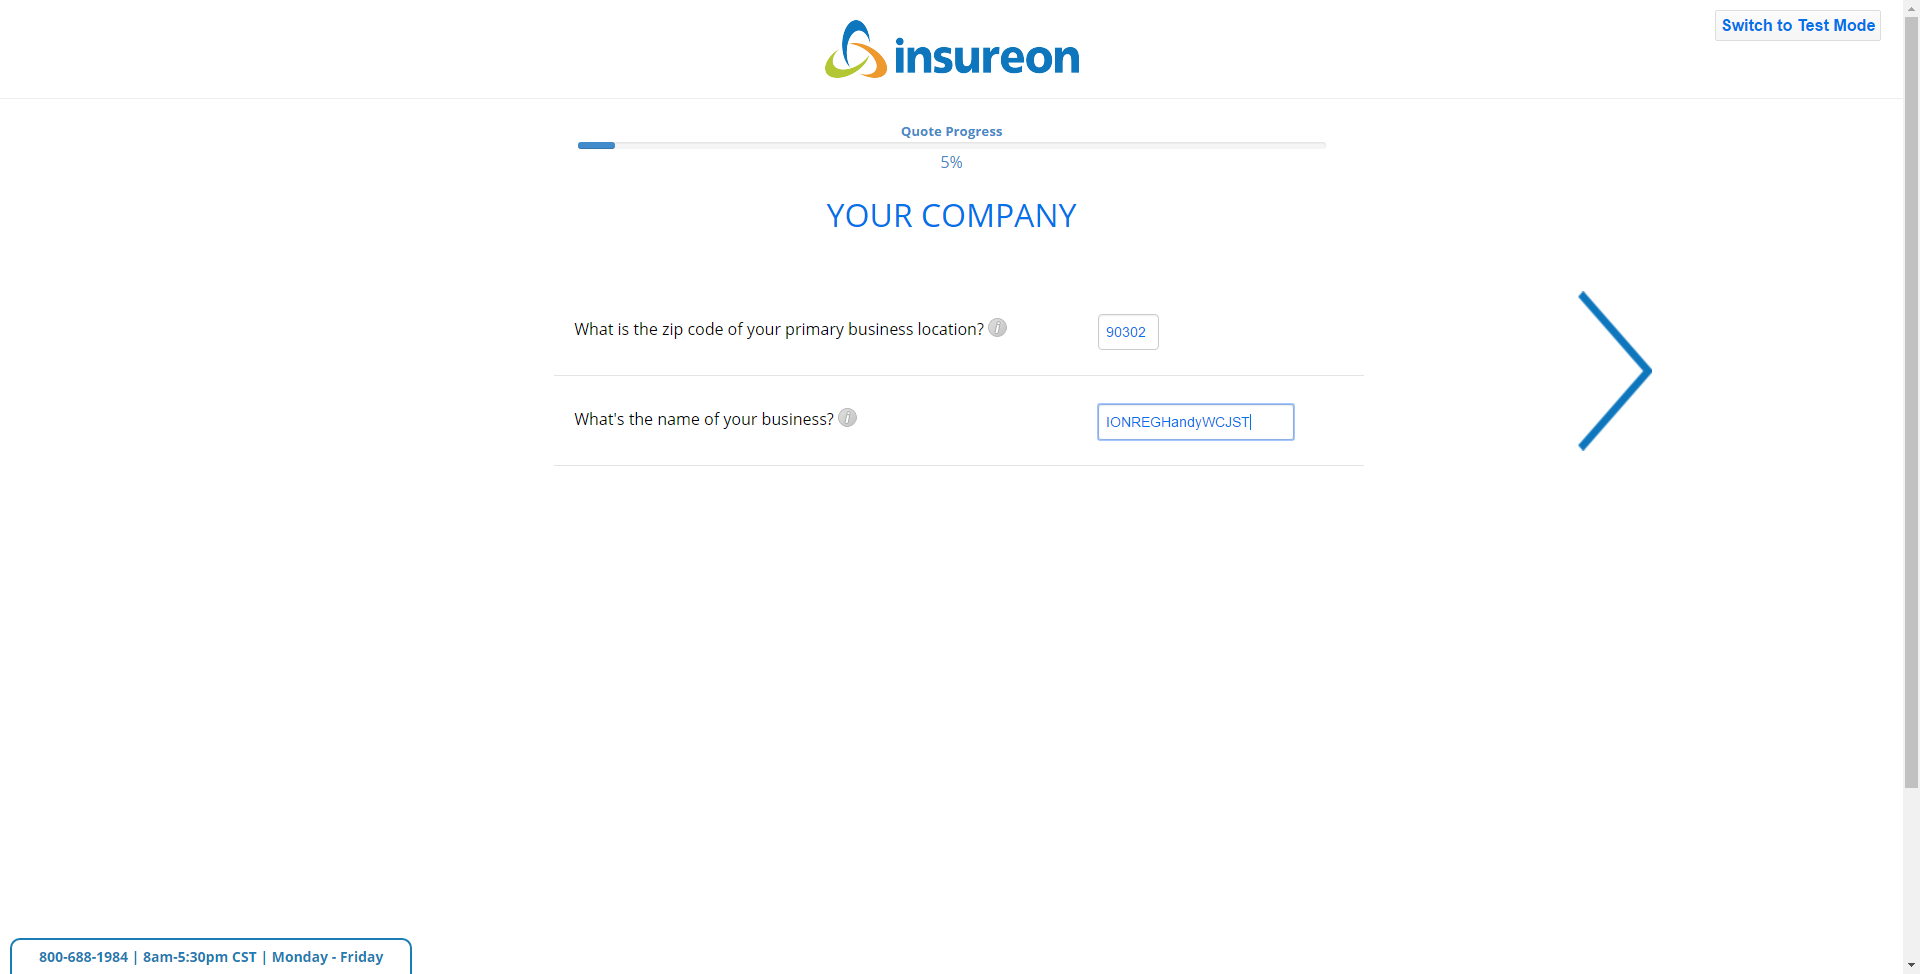 Switch to Test Mode
insureon
Quote Progress
5%
YOUR COMPANY
What is the zip code of your primary business location? i
90302
What's the name of your business? i
IONREGHandyWCJST
800-688-1984 | 8am-5:30pm CST | Monday - Friday